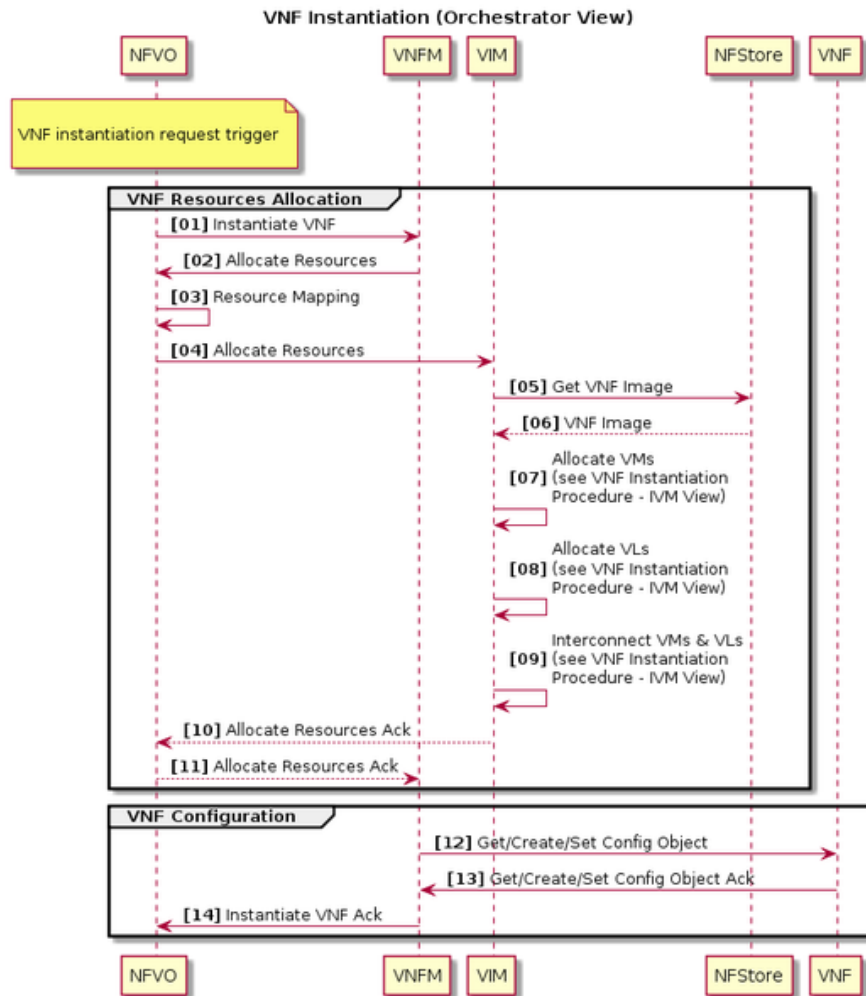 VNF Instantiation (Orchestrator View)
NFVO VNFM VIM NFStore VNF
VNF instantiation request trigger
VNF Resources Allocation
[01] Instantiate VNF
[02] Allocate Resources
[03] Resource Mapping
[04] Allocate Resources
[05] Get VNF Image
[06] VNF Image
Allocate VMs
[07] (see VNF Instantiation
Procedure - IVM View)
Allocate VLs
[08] (see VNF Instantiation
Procedure - IVM View)
Interconnect VMs & VLs
[09] (see VNF Instantiation
Procedure - IVM View)
[10] Allocate Resources Ack
[11] Allocate Resources Ack
VNF Configuration
[12] Get/Create/Set Config Object
[13] Get/Create/Set Config Object Ack
[14] Instantiate VNF Ack
NFVO VNFM VIM NFStore VNF